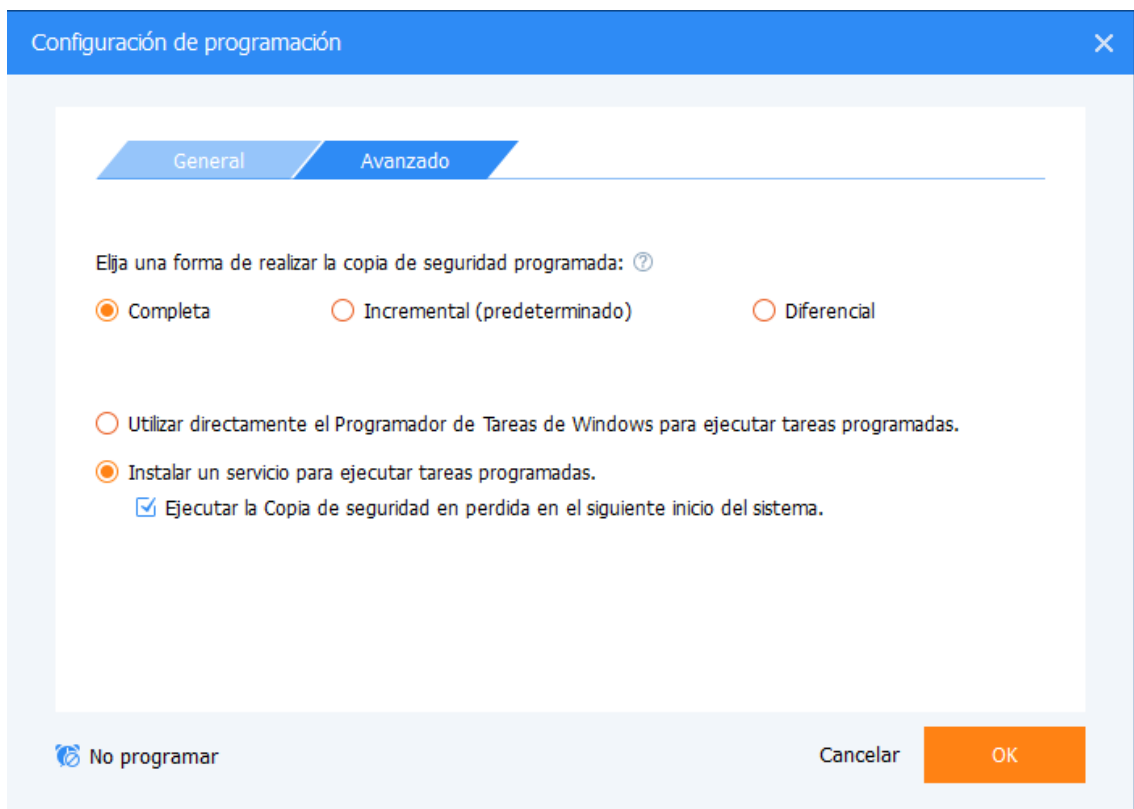 Configuración de programación
General Avanzado
Elija una forma de realizar la copia de seguridad programada: ?
Completa Incremental (predeterminado) Diferencial
Utilizar directamente el Programador de Tareas de Windows para ejecutar tareas programadas.
Instalar un servicio para ejecutar tareas programadas.
Ejecutar la Copia de seguridad en perdida en el siguiente inicio del sistema.
No programar Cancelar OK